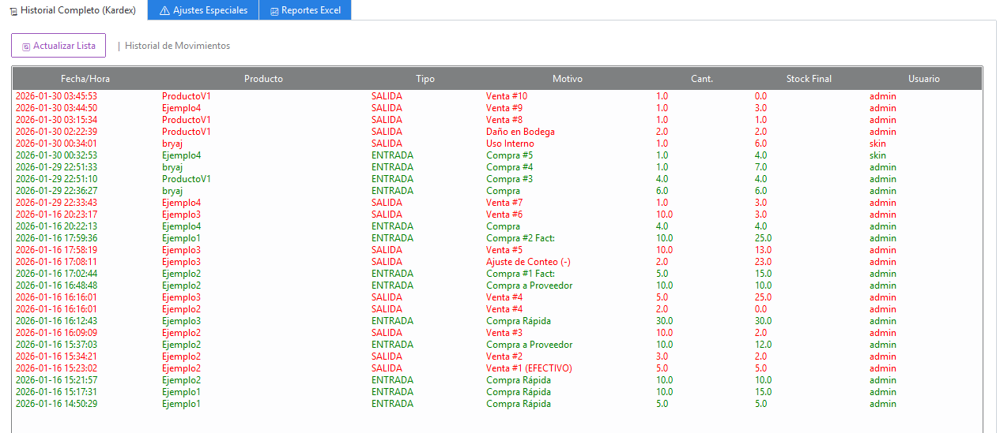 Historial Completo (Kardex) Ajustes Especiales Reportes Excel
Actualizar Lista | Historial de Movimientos
Fecha/Hora Producto Tipo Motivo Cant. Stock Final Usuario
2026-01-30 03:45:53 ProductoV1 SALIDA Venta #10 1.0 0.0 admin
2026-01-30 03:44:50 Ejemplo4 SALIDA Venta #9 1.0 3.0 admin
2026-01-30 03:15:34 ProductoV1 SALIDA Venta #8 1.0 1.0 admin
2026-01-30 02:22:39 ProductoV1 SALIDA Daño en Bodega 2.0 2.0 admin
2026-01-30 00:34:01 bryaj SALIDA Uso Interno 1.0 6.0 skin
2026-01-30 00:32:53 Ejemplo4 ENTRADA Compra #5 1.0 4.0 skin
2026-01-29 22:51:33 bryaj ENTRADA Compra #4 1.0 7.0 admin
2026-01-29 22:51:10 ProductoV1 ENTRADA Compra #3 4.0 4.0 admin
2026-01-29 22:36:27 bryaj ENTRADA Compra 6.0 6.0 admin
2026-01-29 22:33:43 Ejemplo4 SALIDA Venta #7 1.0 3.0 admin
2026-01-16 20:23:17 Ejemplo3 SALIDA Venta #6 10.0 3.0 admin
2026-01-16 20:22:13 Ejemplo4 ENTRADA Compra 4.0 4.0 admin
2026-01-16 17:59:36 Ejemplo1 ENTRADA Compra #2 Fact: 10.0 25.0 admin
2026-01-16 17:58:19 Ejemplo3 SALIDA Venta #5 10.0 13.0 admin
2026-01-16 17:08:11 Ejemplo3 SALIDA Ajuste de Conteo (-) 2.0 23.0 admin
2026-01-16 17:02:44 Ejemplo2 ENTRADA Compra #1 Fact: 5.0 15.0 admin
2026-01-16 16:48:48 Ejemplo2 ENTRADA Compra a Proveedor 10.0 10.0 admin
2026-01-16 16:16:01 Ejemplo3 SALIDA Venta #4 5.0 25.0 admin
2026-01-16 16:16:01 Ejemplo2 SALIDA Venta #4 2.0 0.0 admin
2026-01-16 16:12:43 Ejemplo3 ENTRADA Compra Rápida 30.0 30.0 admin
2026-01-16 16:09:09 Ejemplo2 SALIDA Venta #3 10.0 2.0 admin
2026-01-16 15:37:03 Ejemplo2 ENTRADA Compra a Proveedor 10.0 12.0 admin
2026-01-16 15:34:21 Ejemplo2 SALIDA Venta #2 3.0 2.0 admin
2026-01-16 15:23:02 Ejemplo2 SALIDA Venta #1 (EFECTIVO) 5.0 5.0 admin
2026-01-16 15:21:57 Ejemplo2 ENTRADA Compra Rápida 10.0 10.0 admin
2026-01-16 15:17:31 Ejemplo1 ENTRADA Compra Rápida 10.0 15.0 admin
2026-01-16 14:50:29 Ejemplo1 ENTRADA Compra Rápida 5.0 5.0 admin